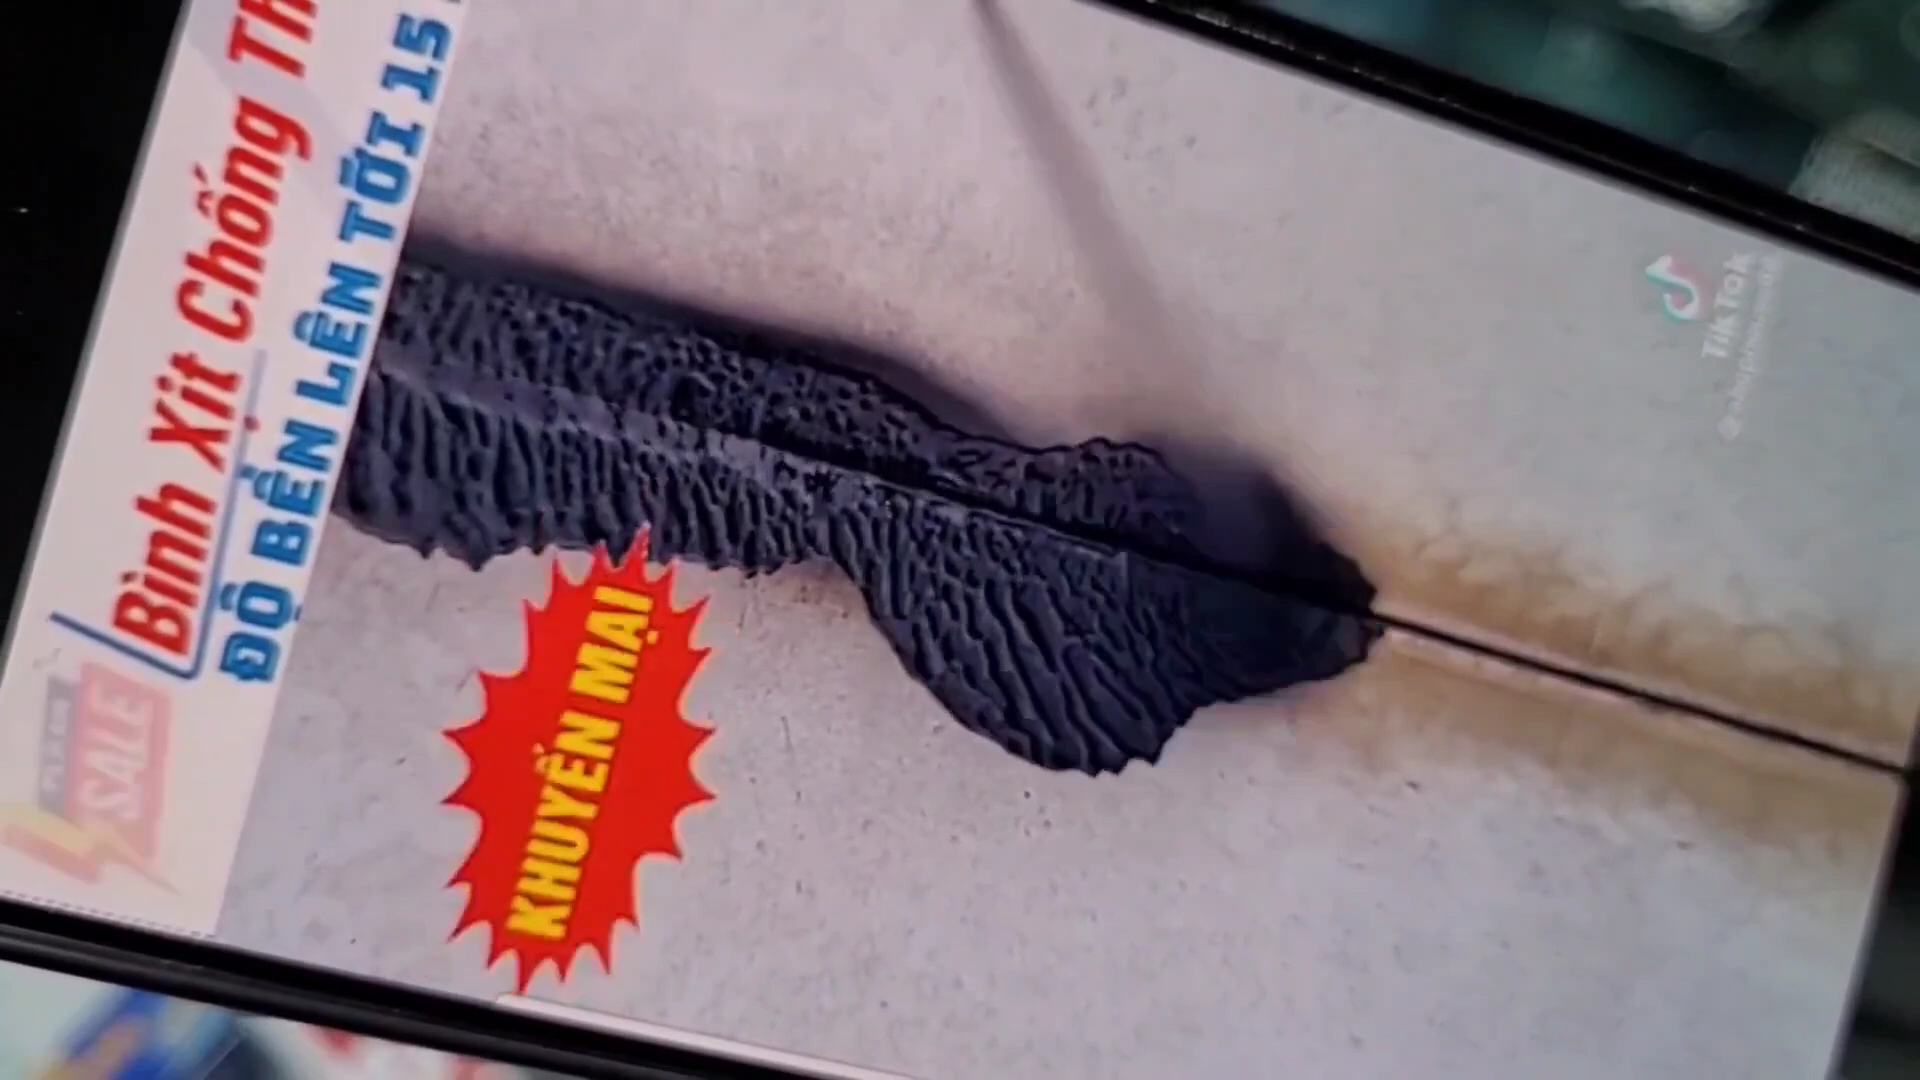 Bình Xịt Chống Th
ĐỘ BỀN LÊN TỚI 15
SALE
KHUYẾN MẠI
TikTok